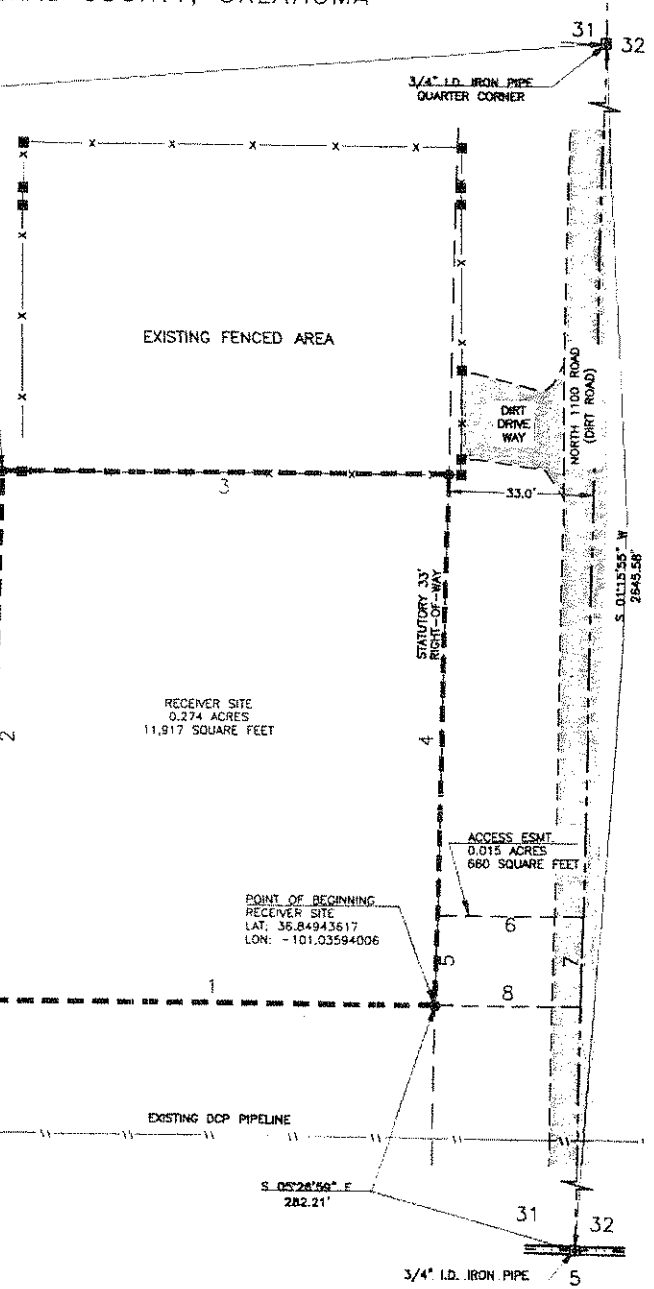 COUNTY, OKLAHOMA
31
32
3/4" I.D. IRON PIPE
QUARTER CORNER
EXISTING FENCED AREA
DIRT
DRIVE
WAY
NORTH 1100 ROAD
(DIRT ROAD)
3
33.0'
S 01°15'55" W
2645.58'
STATUTORY 33'
RIGHT-OF-WAY
RECEIVER SITE
0.274 ACRES
11,917 SQUARE FEET
2
4
ACCESS ESMT.
0.015 ACRES
660 SQUARE FEET
POINT OF BEGINNING
RECEIVER SITE
LAT: 36.84943617
LON: -101.03594006
6
5
7
1
8
EXISTING DCP PIPELINE
S 05°28'59" E
282.21'
31
32
3/4" I.D. IRON PIPE
5